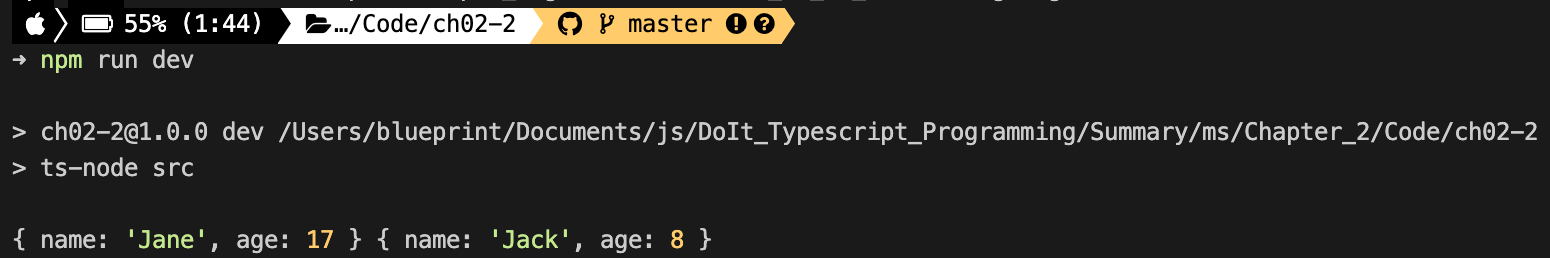 55% (1:44) …/Code/ch02-2 master
→ npm run dev
> ch02-2@1.0.0 dev /Users/blueprint/Documents/js/DoIt_Typescript_Programming/Summary/ms/Chapter_2/Code/ch02-2
> ts-node src
{ name: 'Jane', age: 17 } { name: 'Jack', age: 8 }